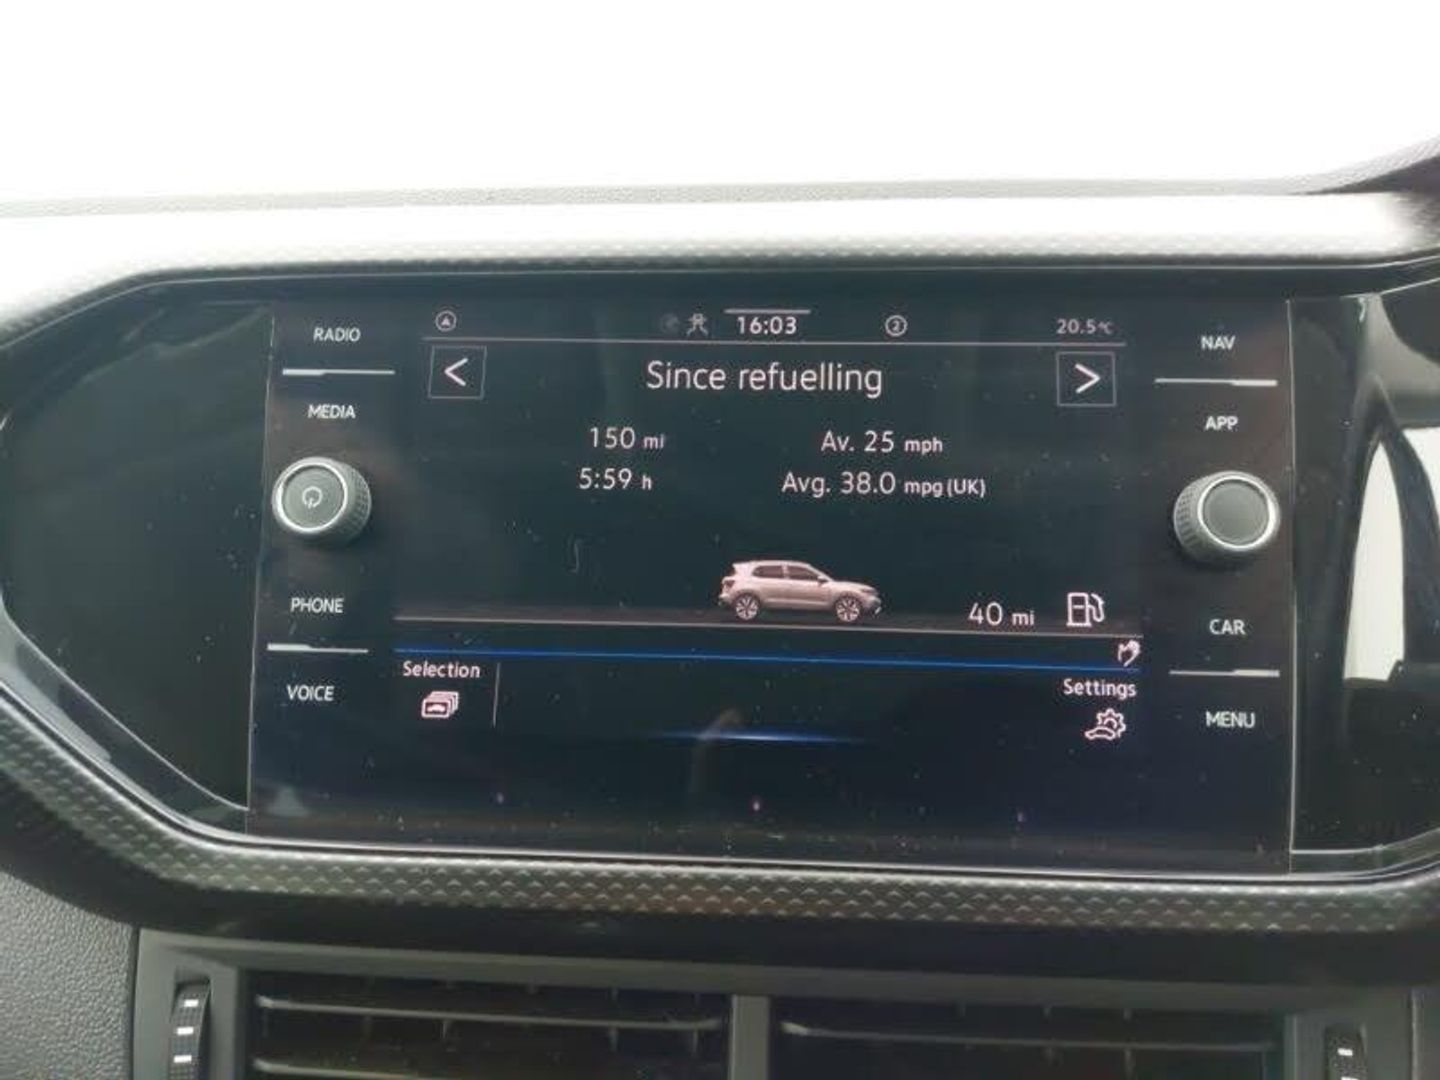 RADIO
MEDIA
PHONE
VOICE
16:03
2
20.5°C
< Since refuelling >
150 mi
Av. 25 mph
5:59 h
Avg. 38.0 mpg (UK)
40 mi
Selection
Settings
NAV
APP
CAR
MENU